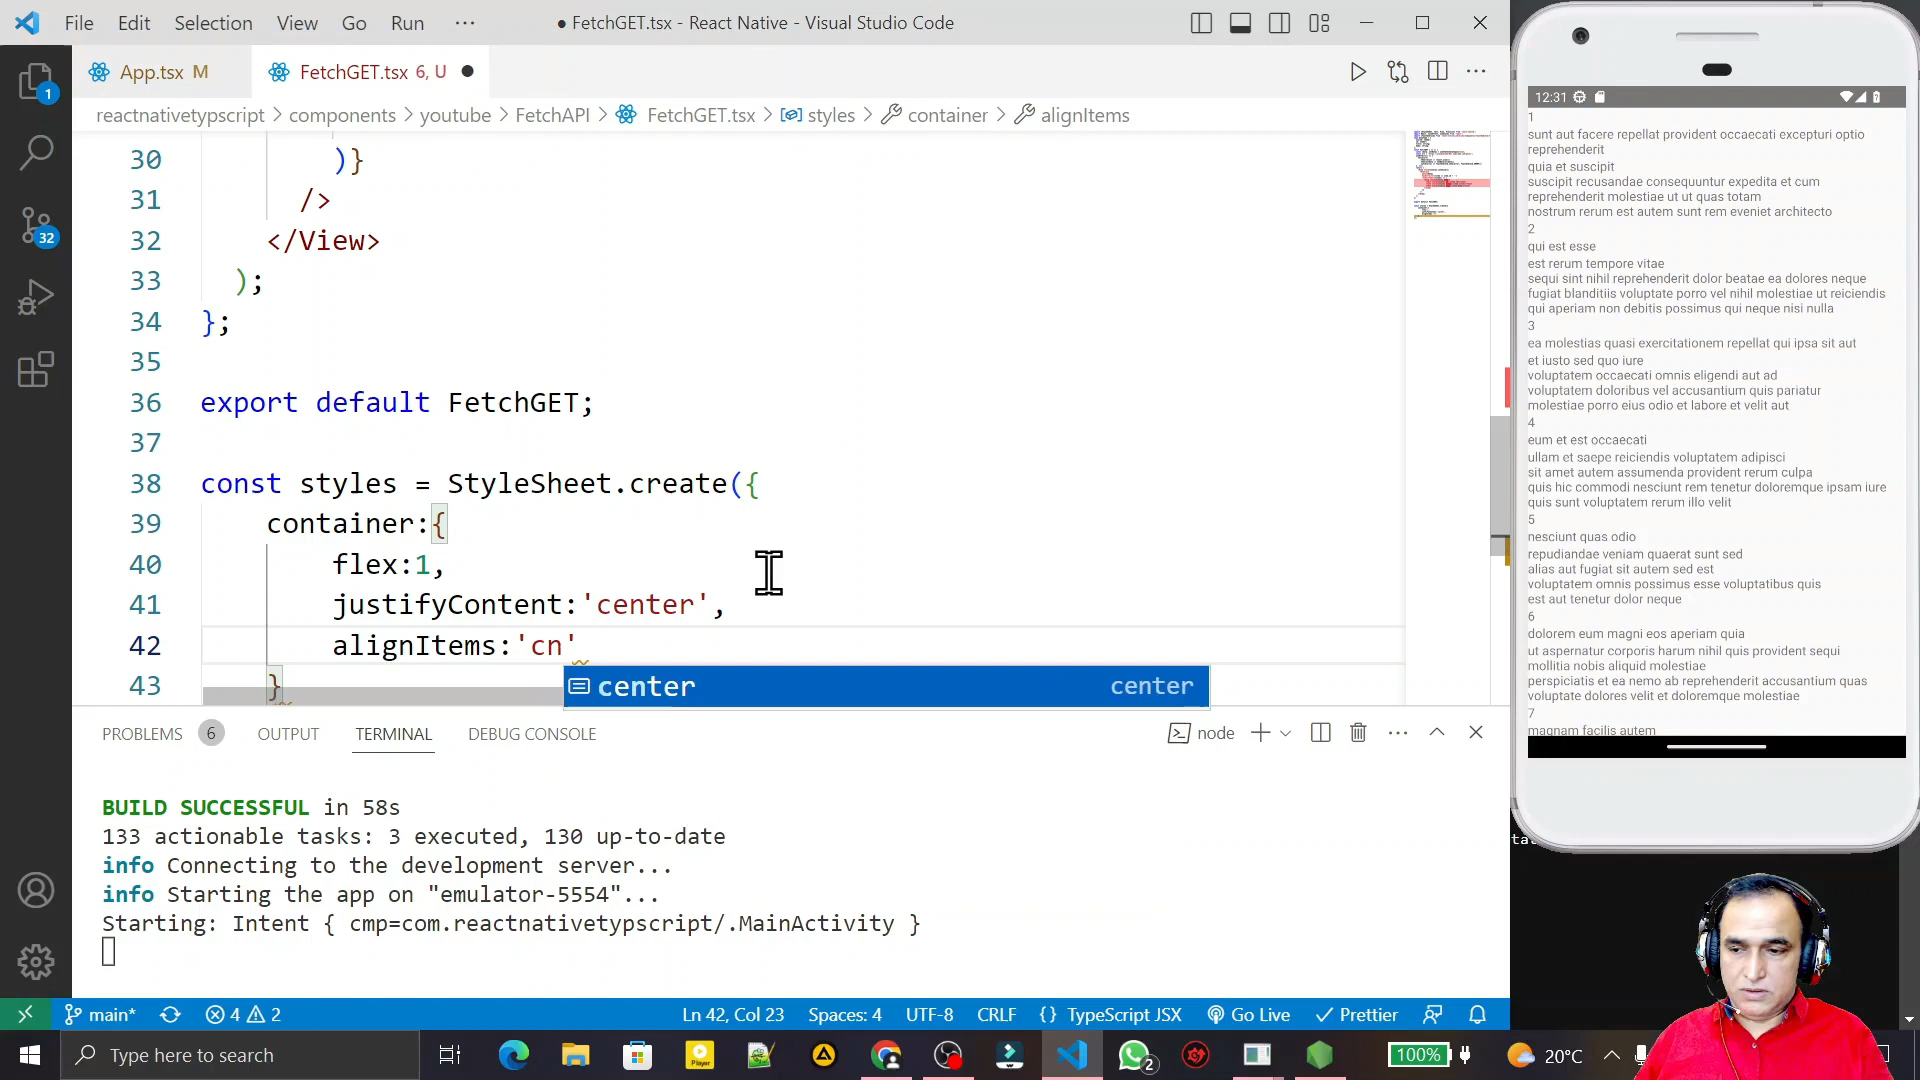 File Edit Selection View Go Run ··· ● FetchGET.tsx - React Native - Visual Studio Code
App.tsx M FetchGET.tsx 6, U ●
reactnativetypscript > components > youtube > FetchAPI > FetchGET.tsx > styles > container > alignItems
30 )}
31 />
32 </View>
33 );
34 };
35
36 export default FetchGET;
37
38 const styles = StyleSheet.create({
39 container:{
40 flex:1,
41 justifyContent:'center',
42 alignItems:'cn'
43 }
center center
1
32
PROBLEMS 6 OUTPUT TERMINAL DEBUG CONSOLE node
BUILD SUCCESSFUL in 58s
133 actionable tasks: 3 executed, 130 up-to-date
info Connecting to the development server...
info Starting the app on "emulator-5554"...
Starting: Intent { cmp=com.reactnativetypscript/.MainActivity }
main* 4 2 Ln 42, Col 23 Spaces: 4 UTF-8 CRLF {} TypeScript JSX Go Live Prettier
Type here to search Player 2 100% 20°C
12:31
1
sunt aut facere repellat provident occaecati excepturi optio
reprehenderit
quia et suscipit
suscipit recusandae consequuntur expedita et cum
reprehenderit molestiae ut ut quas totam
nostrum rerum est autem sunt rem eveniet architecto
2
qui est esse
est rerum tempore vitae
sequi sint nihil reprehenderit dolor beatae ea dolores neque
fugiat blanditiis voluptate porro vel nihil molestiae ut reiciendis
qui aperiam non debitis possimus qui neque nisi nulla
3
ea molestias quasi exercitationem repellat qui ipsa sit aut
et iusto sed quo iure
voluptatem occaecati omnis eligendi aut ad
voluptatem doloribus vel accusantium quis pariatur
molestiae porro eius odio et labore et velit aut
4
eum et est occaecati
ullam et saepe reiciendis voluptatem adipisci
sit amet autem assumenda provident rerum culpa
quis hic commodi nesciunt rem tenetur doloremque ipsam iure
quis sunt voluptatem rerum illo velit
5
nesciunt quas odio
repudiandae veniam quaerat sunt sed
alias aut fugiat sit autem sed est
voluptatem omnis possimus esse voluptatibus quis
est aut tenetur dolor neque
6
dolorem eum magni eos aperiam quia
ut aspernatur corporis harum nihil quis provident sequi
mollitia nobis aliquid molestiae
perspiciatis et ea nemo ab reprehenderit accusantium quas
voluptate dolores velit et doloremque molestiae
7
magnam facilis autem